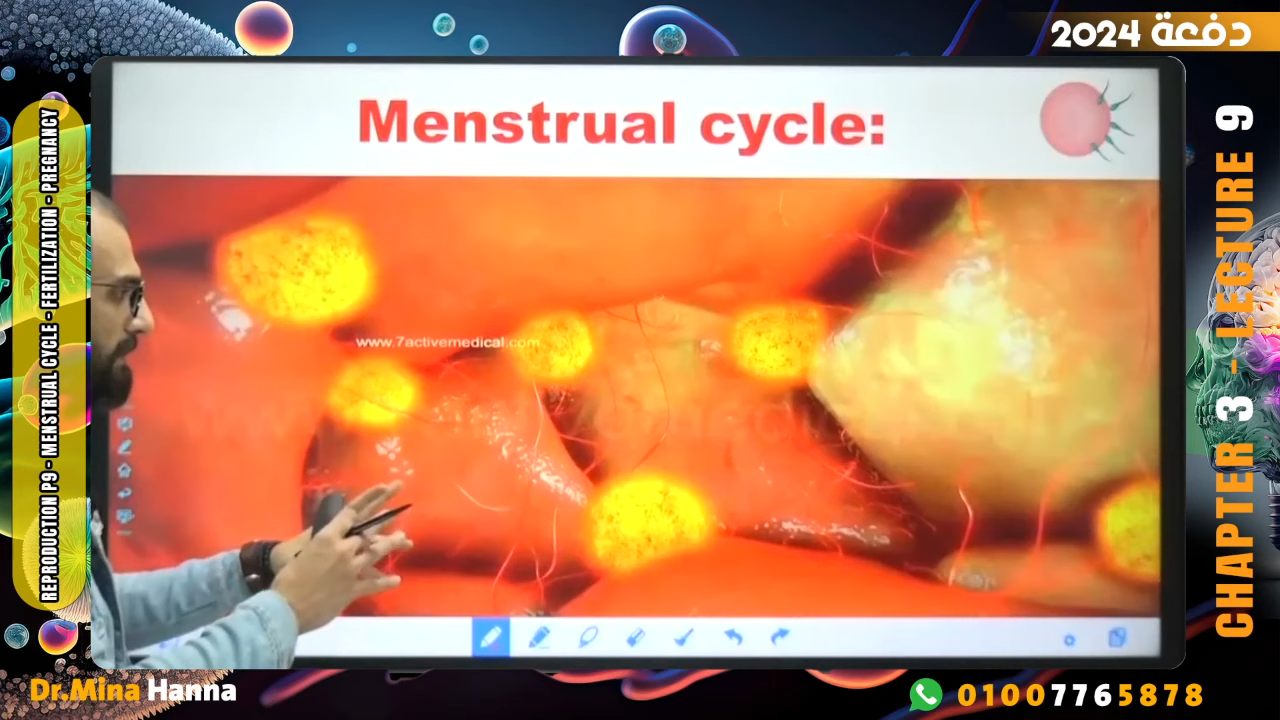 دفعة 2024
Menstrual cycle:
REPRODUCTION P9 - MENSTRUAL CYCLE - FERTILIZATION - PREGNANCY
www.7activemedical.com
CHAPTER 3 - LECTURE 9
Dr.Mina Hanna
01007765878